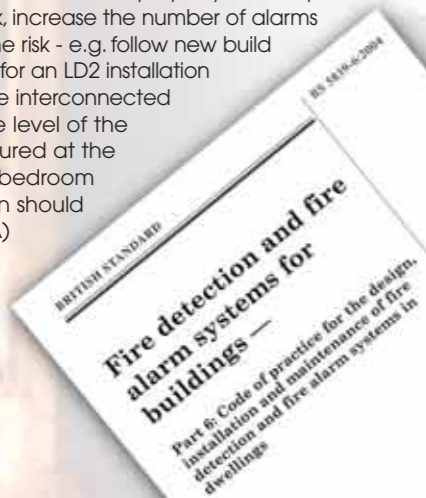 k, increase the number of alarms
e risk - e.g. follow new build
for an LD2 installation
e interconnected
e level of the
ured at the
bedroom
n should
A)
BS 5839-6:2004
BRITISH STANDARD
Fire detection and fire
alarm systems for
buildings —
Part 6: Code of practice for the design,
installation and maintenance of fire
detection and fire alarm systems in
dwellings